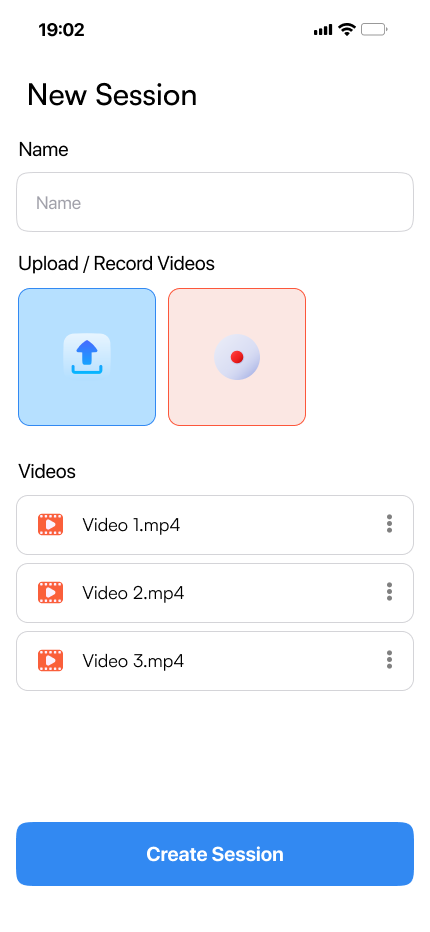 19:02
New Session
Name
Name
Upload / Record Videos
Videos
Video 1.mp4
Video 2.mp4
Video 3.mp4
Create Session